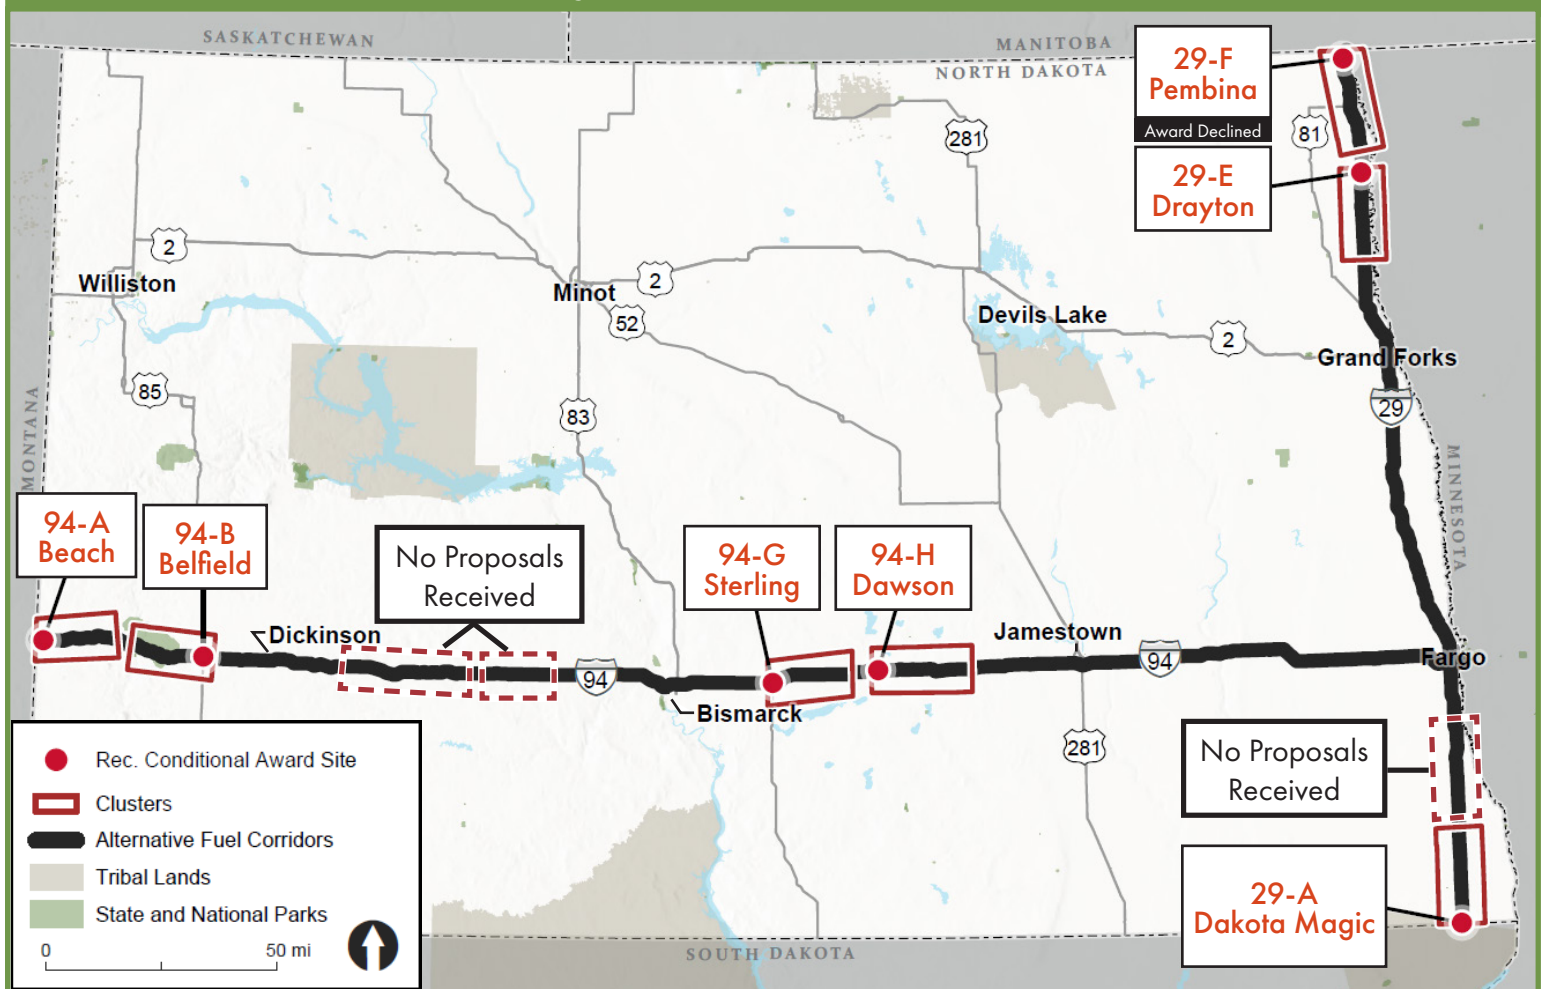 SASKATCHEWAN
MANITOBA
NORTH DAKOTA
29-F
Pembina
Award Declined
281
81
29-E
Drayton
2
Williston
Minot
2
52
Devils Lake
2
Grand Forks
85
83
29
MONTANA
MINNESOTA
94-A
Beach
94-B
Belfield
No Proposals
Received
94-G
Sterling
94-H
Dawson
Dickinson
Jamestown
94
94
Fargo
Bismarck
281
No Proposals
Received
29-A
Dakota Magic
SOUTH DAKOTA
Rec. Conditional Award Site
Clusters
Alternative Fuel Corridors
Tribal Lands
State and National Parks
0 50 mi